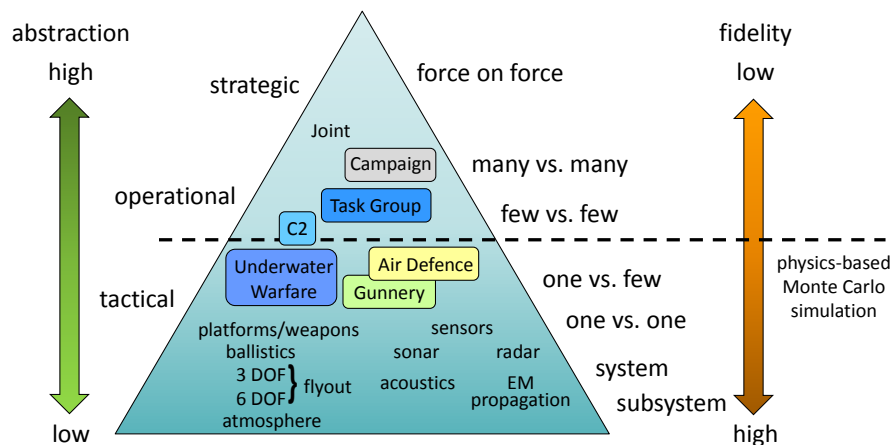 abstraction
high
low
strategic
operational
tactical
Joint
Campaign
Task Group
C2
Underwater
Warfare
Air Defence
Gunnery
platforms/weapons
ballistics
3 DOF
6 DOF
} flyout
atmosphere
sensors
sonar
radar
acoustics
EM
propagation
force on force
many vs. many
few vs. few
one vs. few
one vs. one
system
subsystem
fidelity
low
high
physics-based
Monte Carlo
simulation